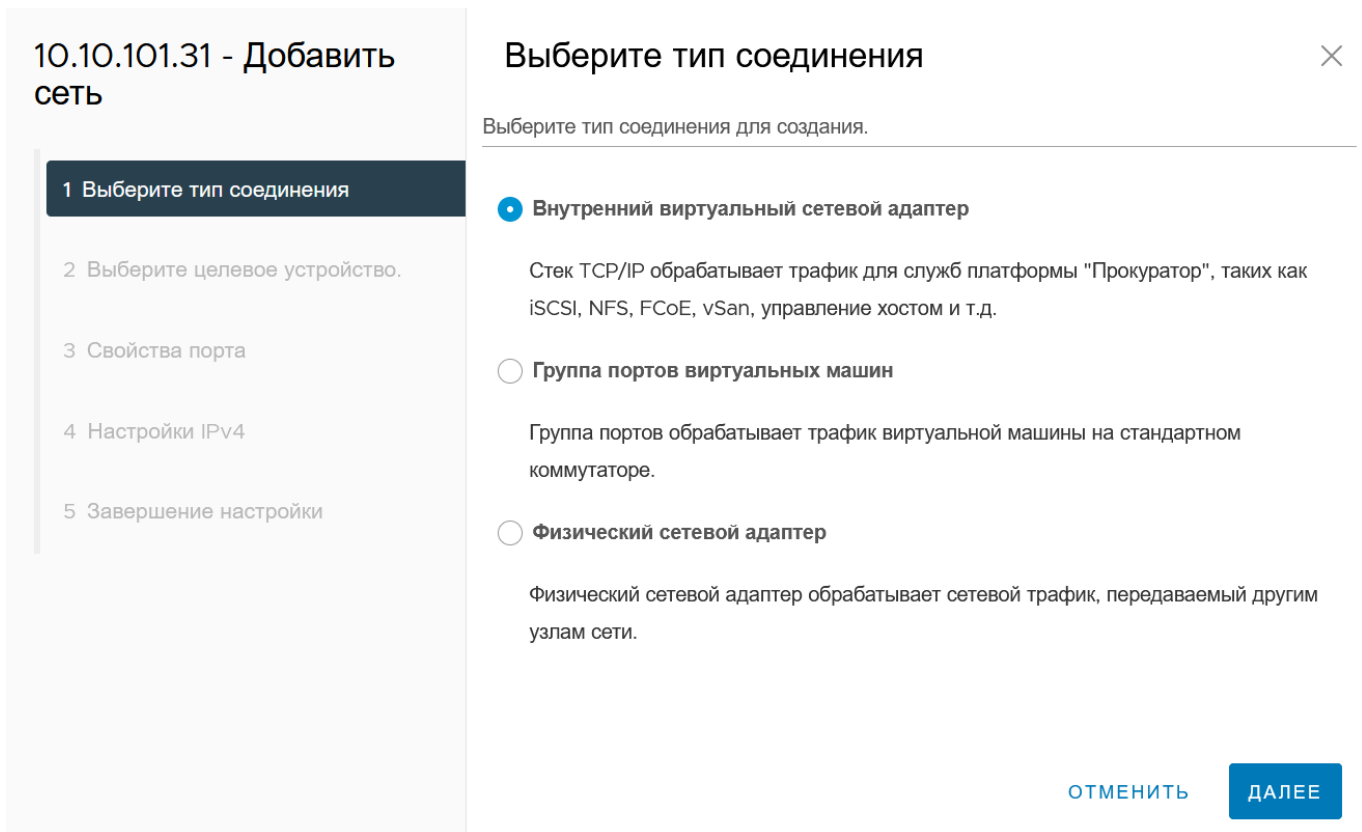 10.10.101.31 - Добавить
сеть
1 Выберите тип соединения
2 Выберите целевое устройство.
3 Свойства порта
4 Настройки IPv4
5 Завершение настройки
Выберите тип соединения
Выберите тип соединения для создания.
Внутренний виртуальный сетевой адаптер
Стек TCP/IP обрабатывает трафик для служб платформы "Прокуратор", таких как
iSCSI, NFS, FCoE, vSan, управление хостом и т.д.
Группа портов виртуальных машин
Группа портов обрабатывает трафик виртуальной машины на стандартном
коммутаторе.
Физический сетевой адаптер
Физический сетевой адаптер обрабатывает сетевой трафик, передаваемый другим
узлам сети.
ОТМЕНИТЬ
ДАЛЕЕ